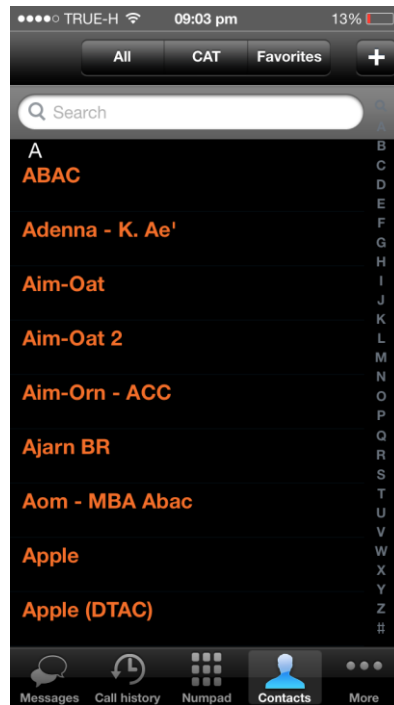 TRUE-H 09:03 pm 13%
All CAT Favorites +
Search
A
ABAC
Adenna - K. Ae'
Aim-Oat
Aim-Oat 2
Aim-Orn - ACC
Ajarn BR
Aom - MBA Abac
Apple
Apple (DTAC)
A
B
C
D
E
F
G
H
I
J
K
L
M
N
O
P
Q
R
S
T
U
V
W
X
Y
Z
#
Messages Call history Numpad Contacts More